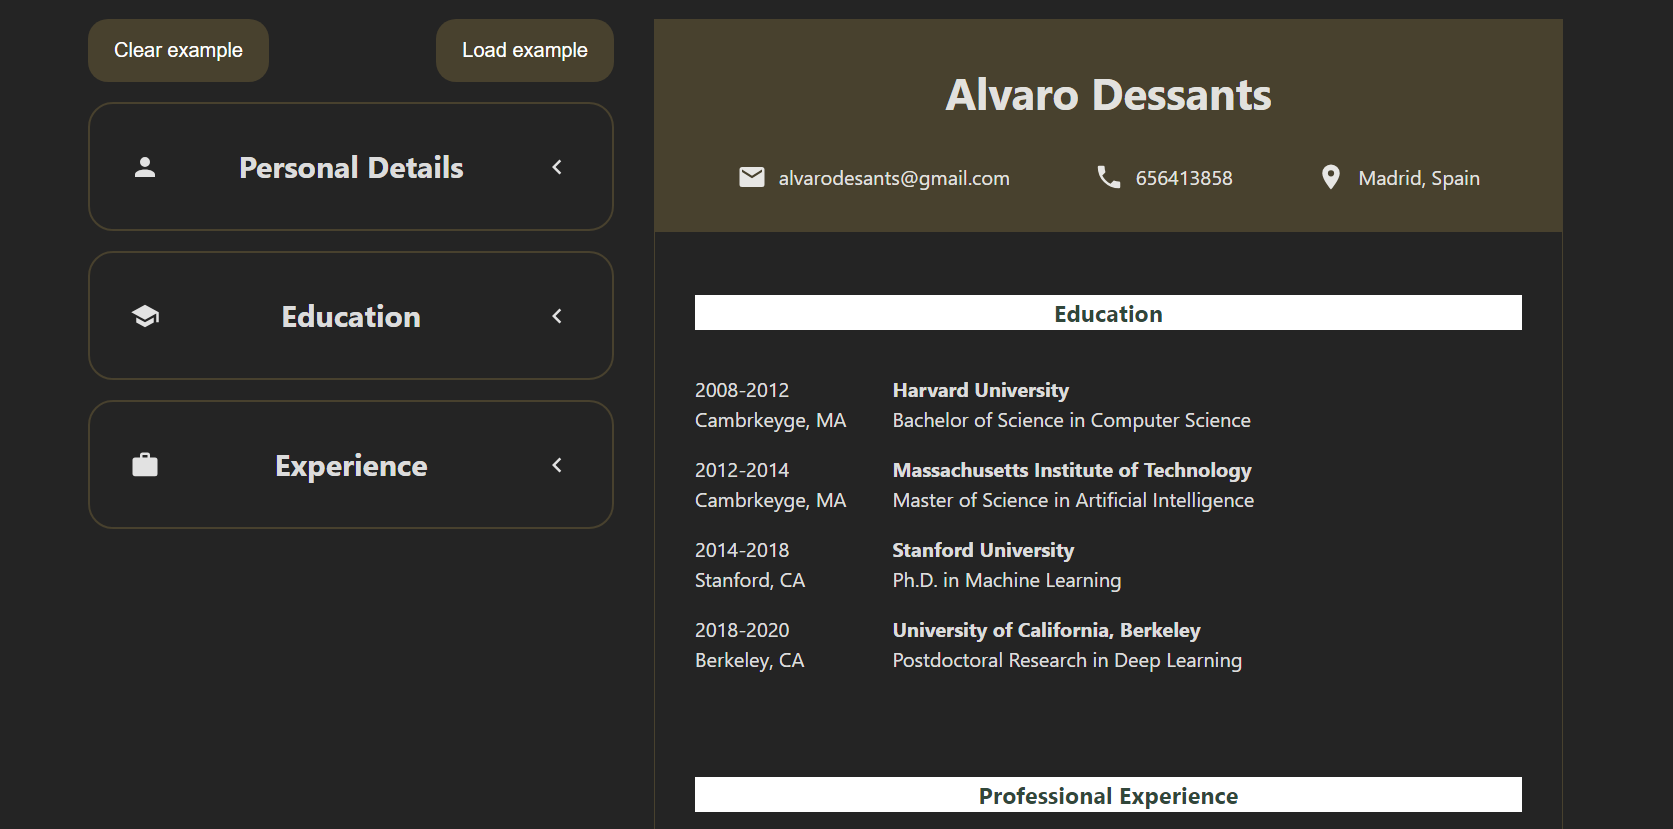 Clear example
Load example
Personal Details
Education
Experience
Alvaro Dessants
alvarodesants@gmail.com
656413858
Madrid, Spain
Education
2008-2012
Harvard University
Cambrkeyge, MA
Bachelor of Science in Computer Science
2012-2014
Massachusetts Institute of Technology
Cambrkeyge, MA
Master of Science in Artificial Intelligence
2014-2018
Stanford University
Stanford, CA
Ph.D. in Machine Learning
2018-2020
University of California, Berkeley
Berkeley, CA
Postdoctoral Research in Deep Learning
Professional Experience